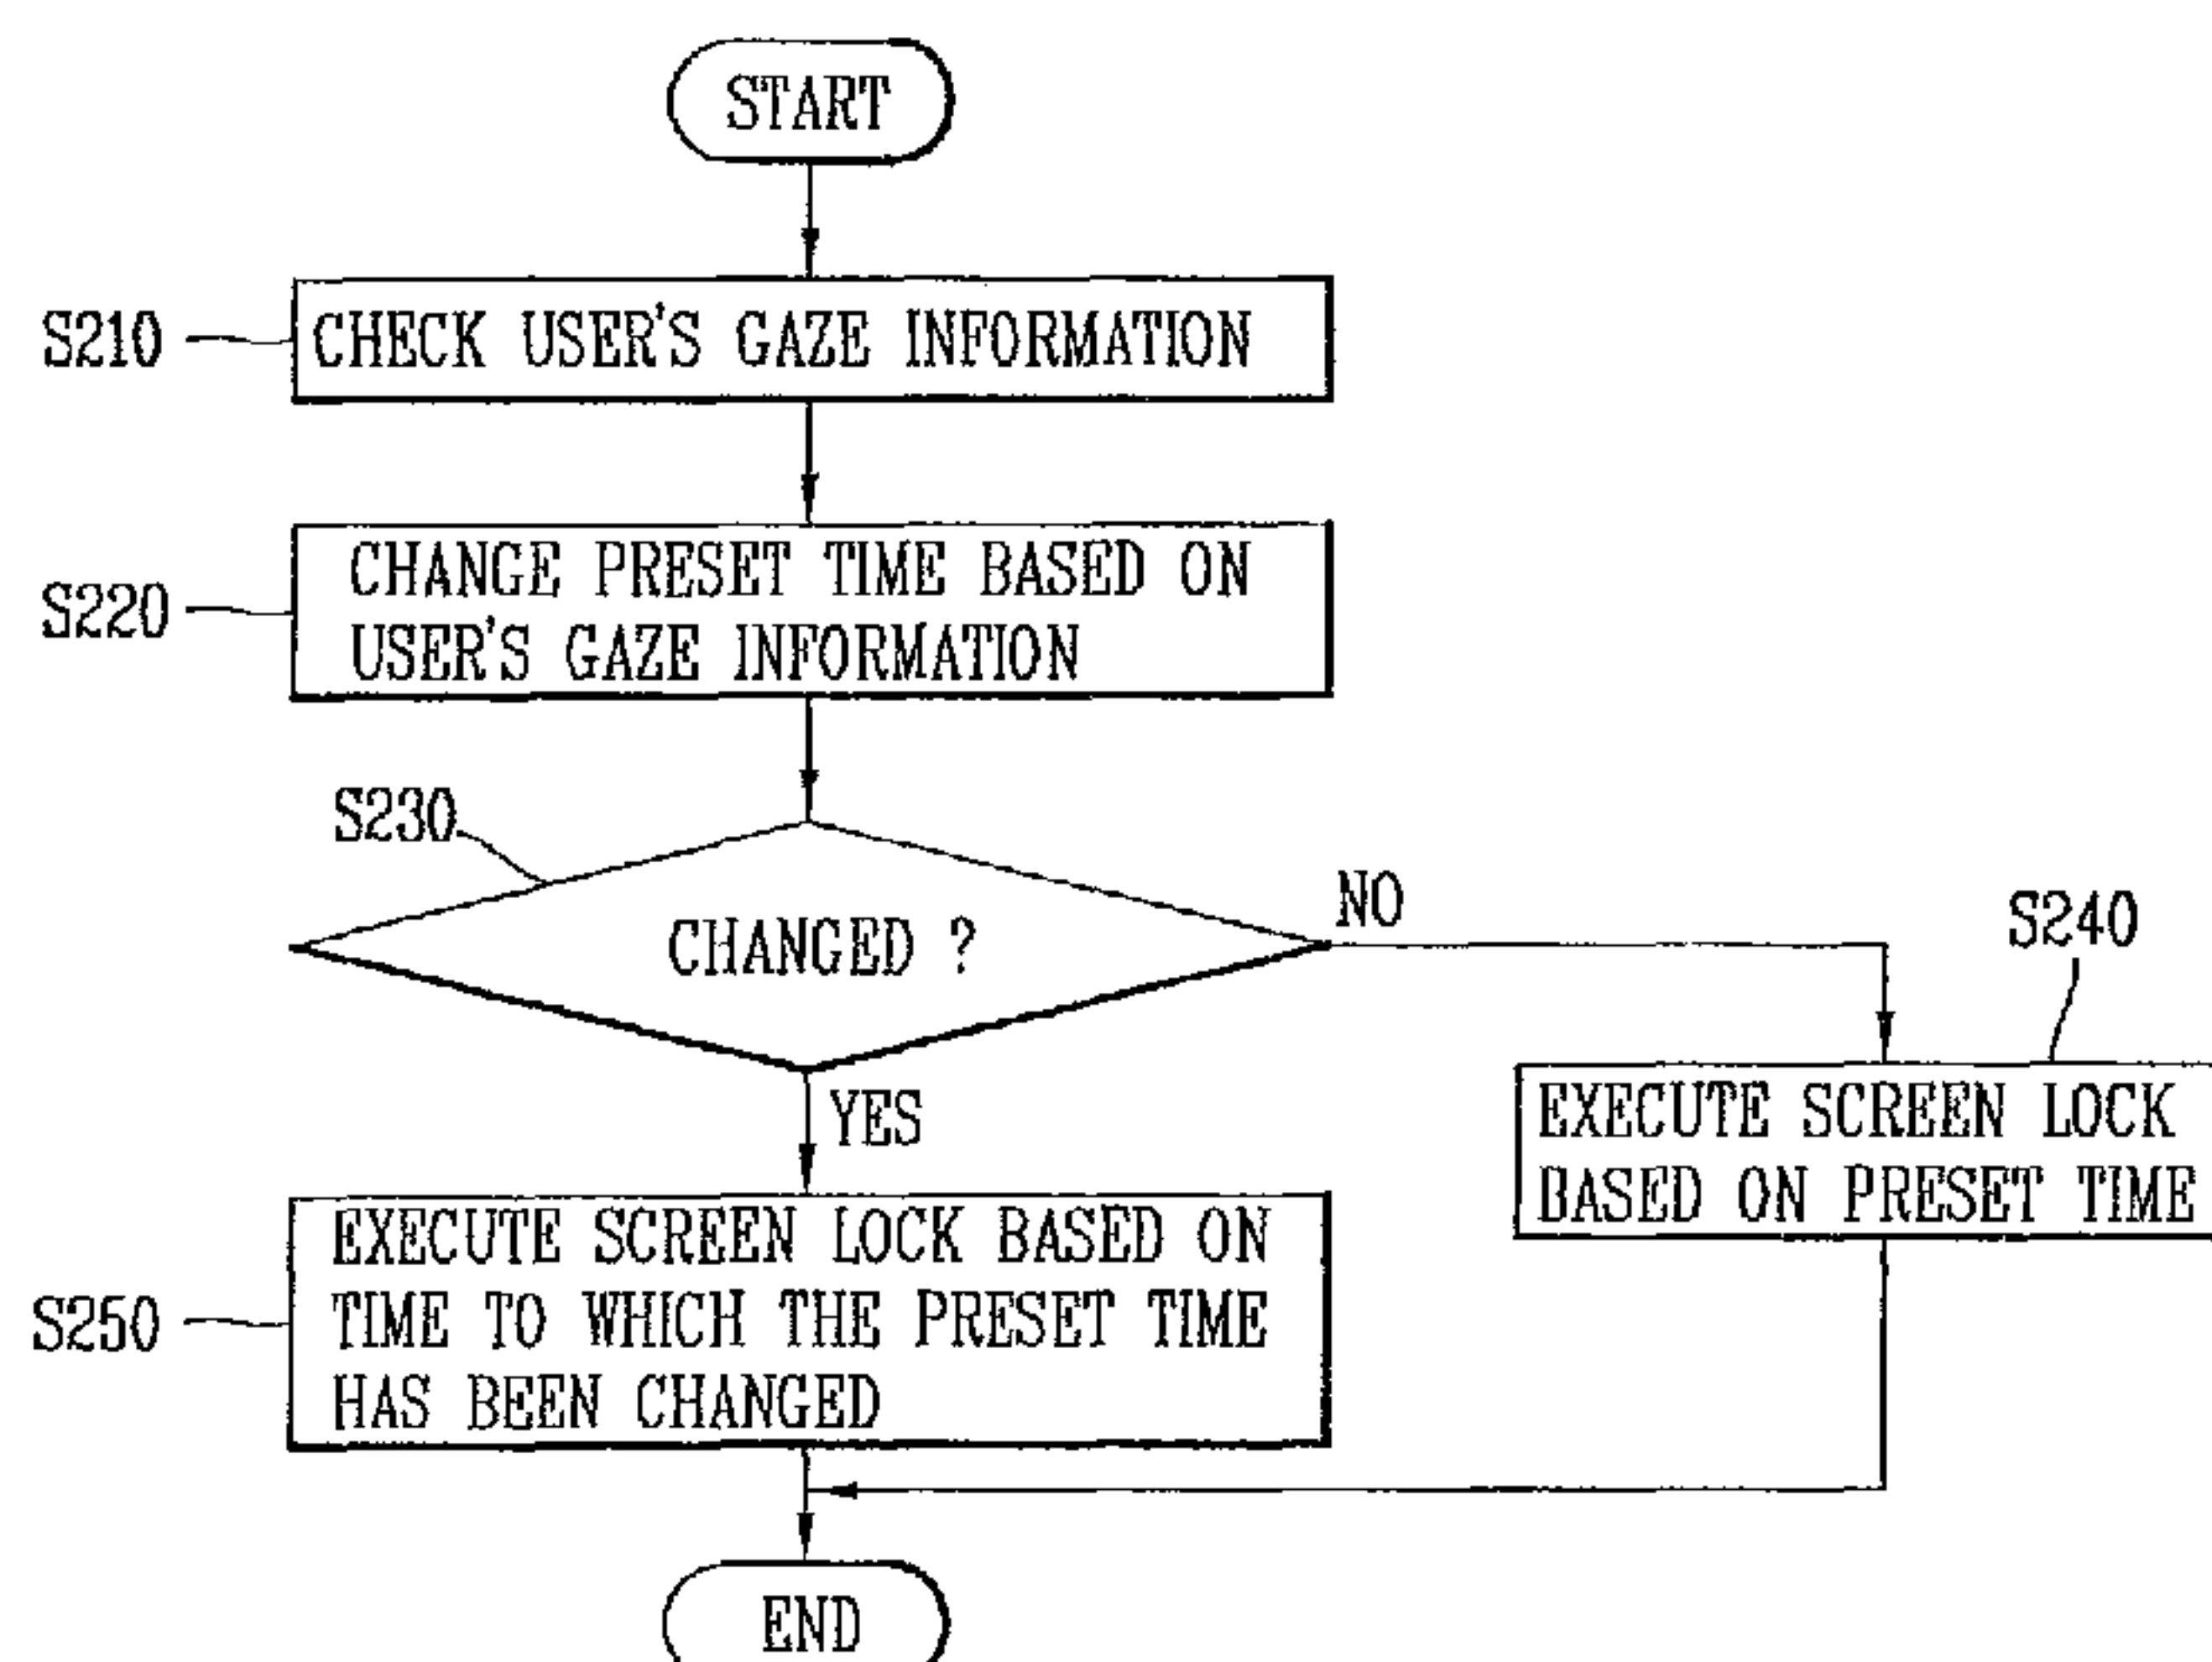 START
S210
CHECK USER'S GAZE INFORMATION
S220
CHANGE PRESET TIME BASED ON
USER'S GAZE INFORMATION
S230
CHANGED ?
NO
S240
YES
EXECUTE SCREEN LOCK
BASED ON PRESET TIME
S250
EXECUTE SCREEN LOCK BASED ON
TIME TO WHICH THE PRESET TIME
HAS BEEN CHANGED
END